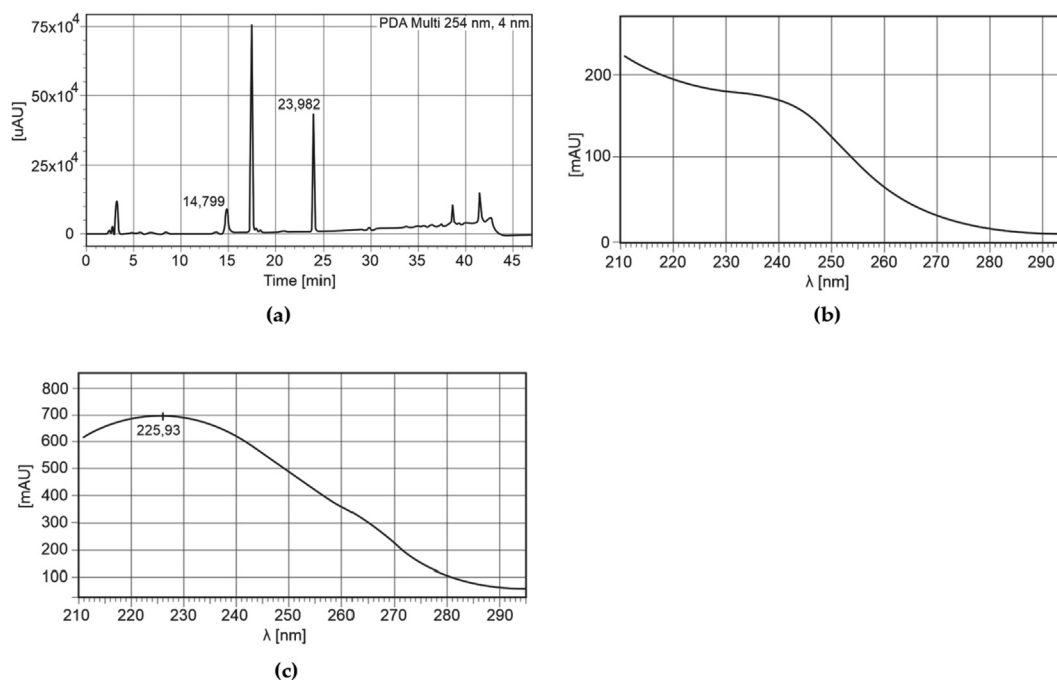 PDA Multi 254 nm, 4 nm
75x10⁴
50x10⁴
25x10⁴
0
[uAU]
23,982
14,799
0 5 10 15 20 25 30 35 40 45
Time [min]
(a)
200
100
0
[mAU]
210 220 230 240 250 260 270 280 290
λ [nm]
(b)
800
700
600
500
400
300
200
100
[mAU]
225,93
210 220 230 240 250 260 270 280 290
λ [nm]
(c)